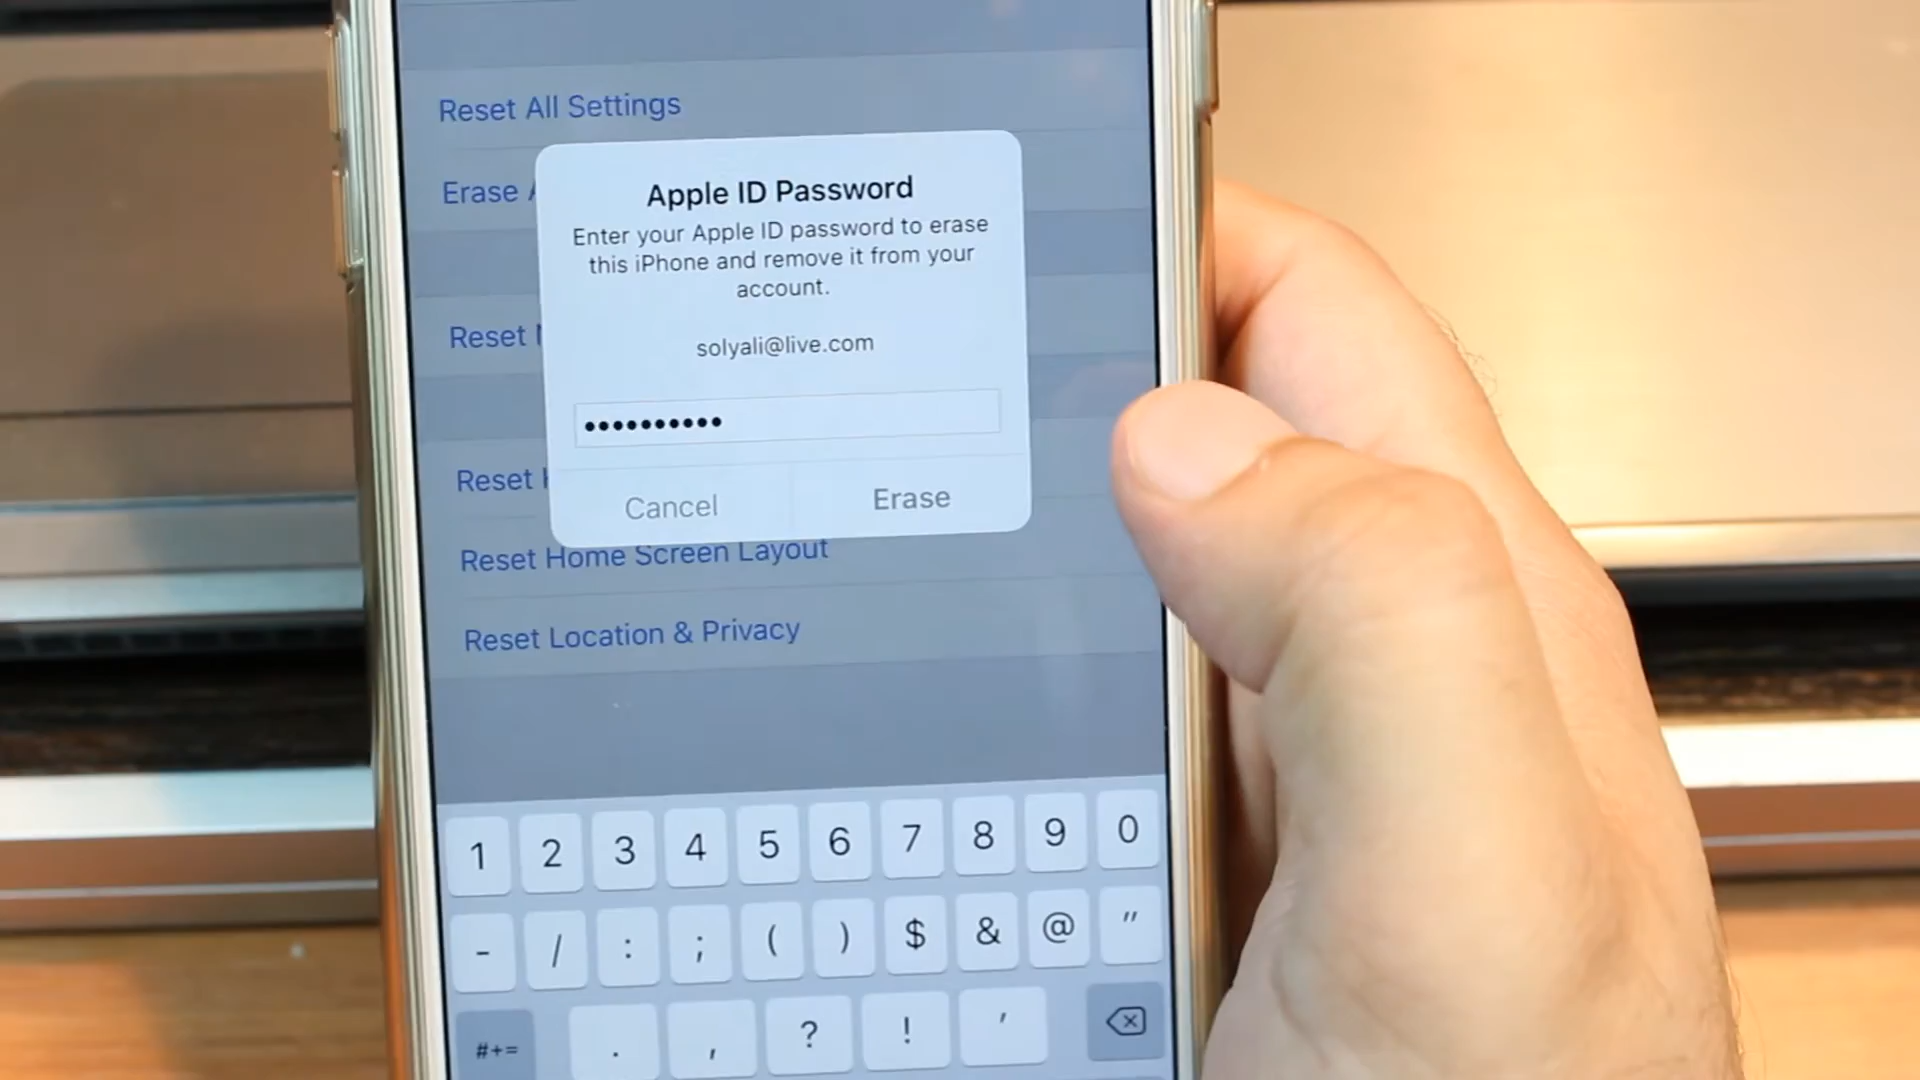 Reset All Settings
Erase
Apple ID Password
Enter your Apple ID password to erase
this iPhone and remove it from your
account.
solyali@live.com
••••••••••
Cancel
Erase
Reset
Reset
Reset Home Screen Layout
Reset Location & Privacy
1 2 3 4 5 6 7 8 9 0
- / : ; ( ) $ & @ "
#+= . , ? ! '